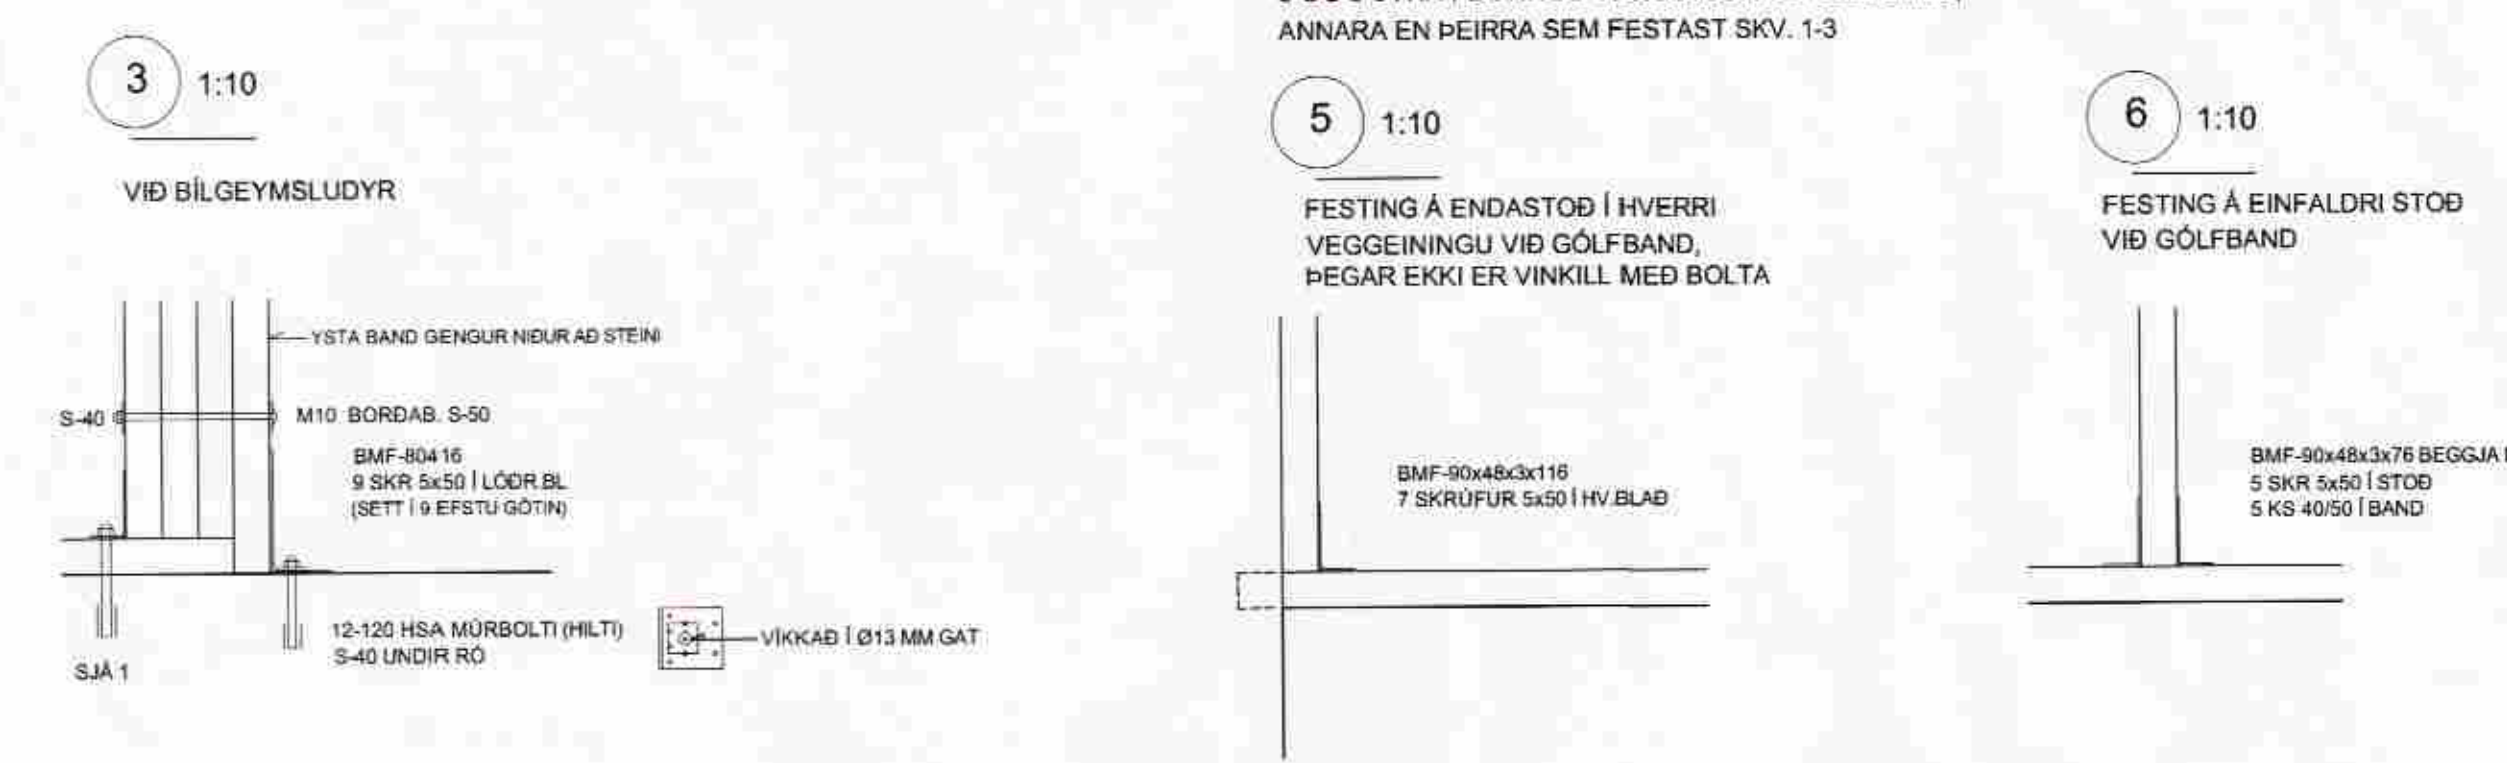 ANNARA EN ÞEIRRA SEM FESTAST SKV. 1-3
3 1:10
VIÐ BÍLGEYMSLUDYR
YSTA BAND GENGUR NIÐUR AÐ STEINI
S-40
M10 BORÐAB. S-50
BMF-80416
9 SKR 5x50 Í LÓÐR.BL
(SETT Í 9 EFSTU GÖTIN)
12-120 HSA MÚRBOLTI (HILTI)
S-40 UNDIR RÓ
VÍKKAÐ Í Ø13 MM GAT
SJÁ 1
5 1:10
FESTING Á ENDASTOÐ Í HVERRI
VEGGEININGU VIÐ GÓLFBAND,
ÞEGAR EKKI ER VINKILL MEÐ BOLTA
BMF-90x48x3x116
7 SKRÚFUR 5x50 Í HV.BLAÐ
6 1:10
FESTING Á EINFALDRI STOÐ
VIÐ GÓLFBAND
BMF-90x48x3x76 BEGGJA
5 SKR 5x50 Í STOÐ
5 KS 40/50 Í BAND